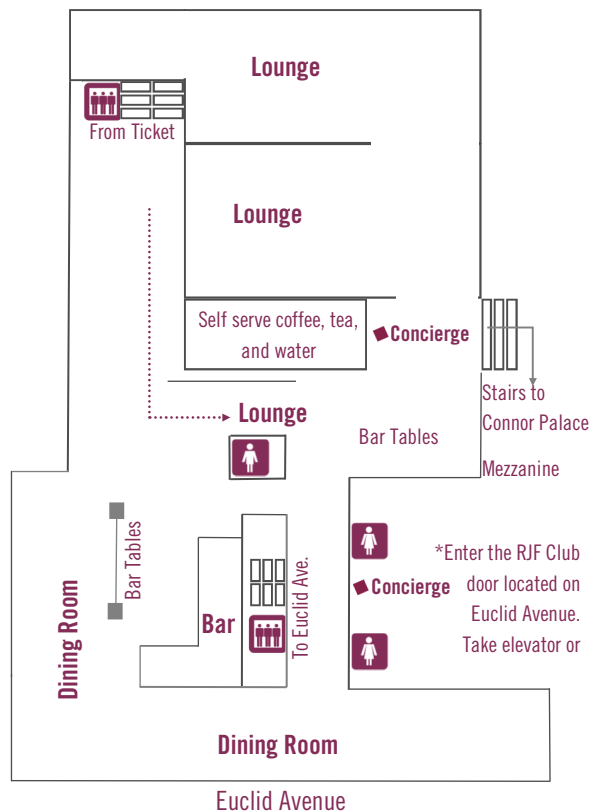 Lounge
From Ticket
Lounge
Self serve coffee, tea,
and water
Concierge
Stairs to
Connor Palace
Mezzanine
Lounge
Bar Tables
Bar Tables
Dining Room
Bar
To Euclid Ave.
Concierge
*Enter the RJF Club
door located on
Euclid Avenue.
Take elevator or
Dining Room
Euclid Avenue